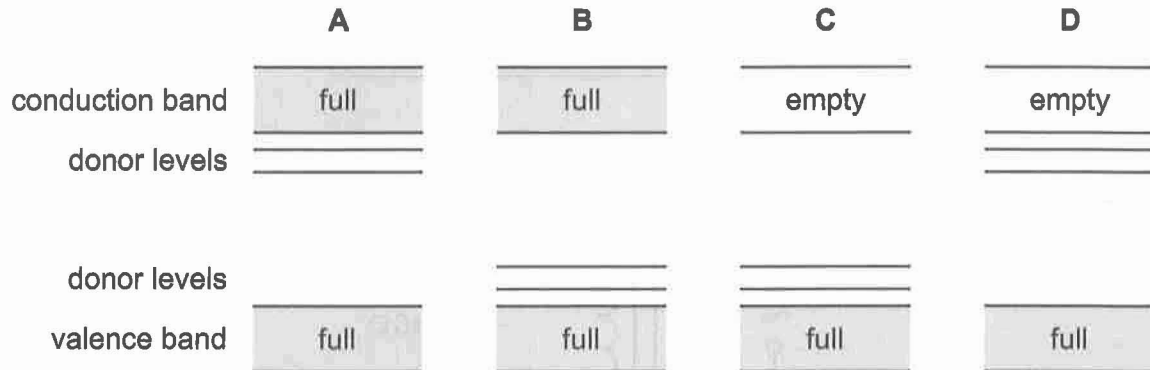 A B C D
conduction band full full empty empty
donor levels
donor levels
valence band full full full full